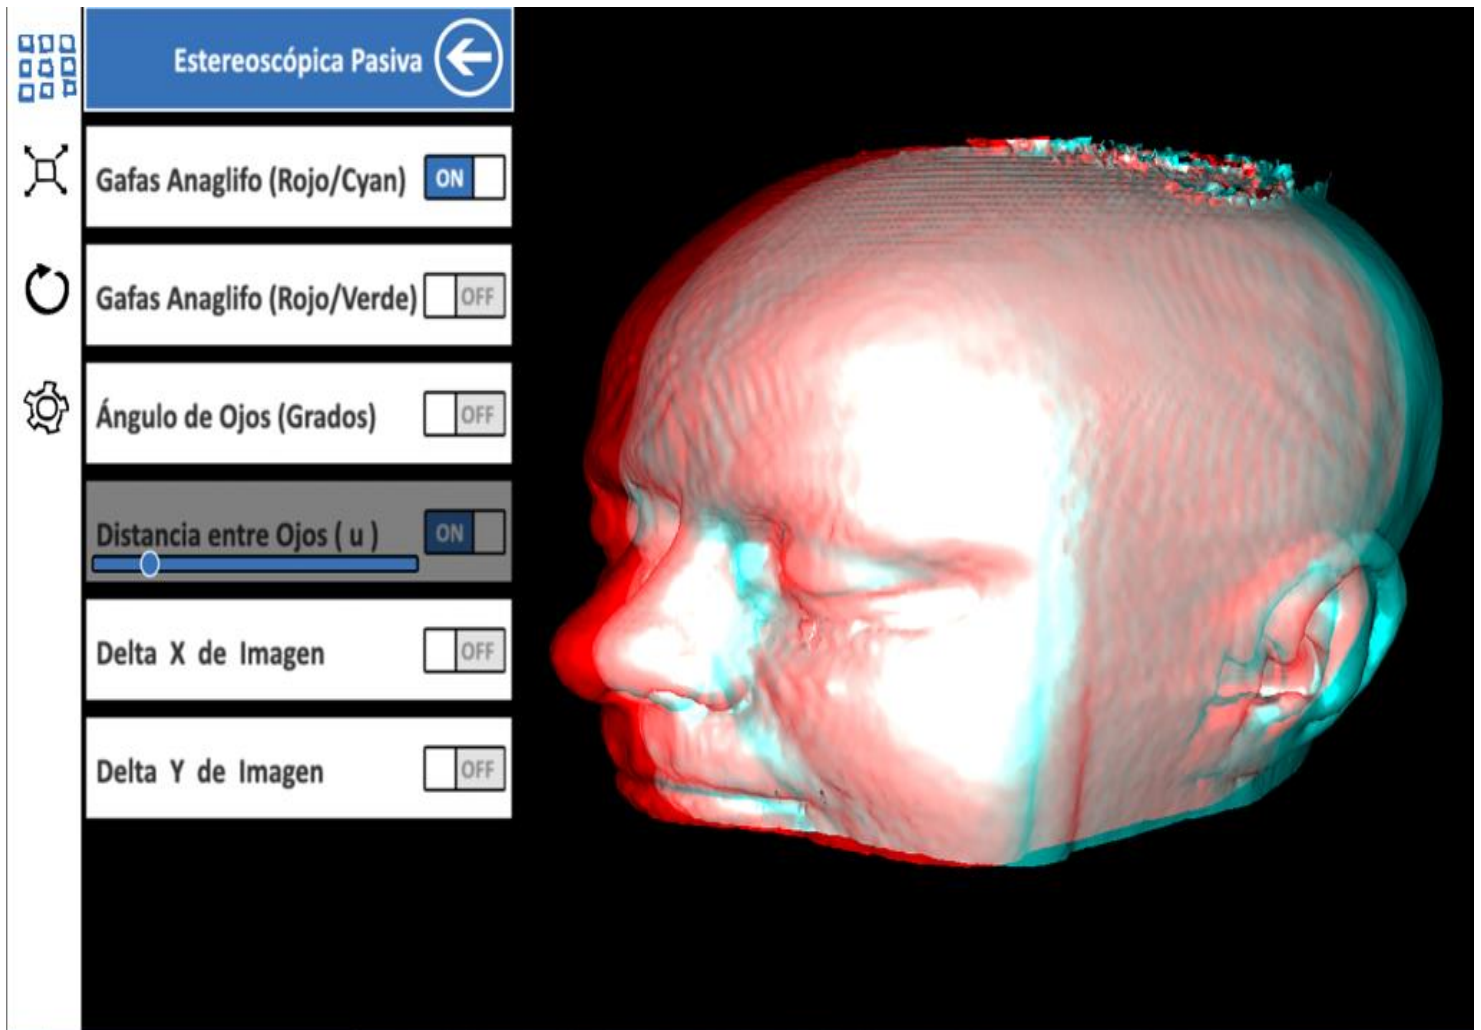 Estereoscópica Pasiva
Gafas Anaglifo (Rojo/Cyan) ON
Gafas Anaglifo (Rojo/Verde) OFF
Ángulo de Ojos (Grados) OFF
Distancia entre Ojos ( u ) ON
Delta X de Imagen OFF
Delta Y de Imagen OFF